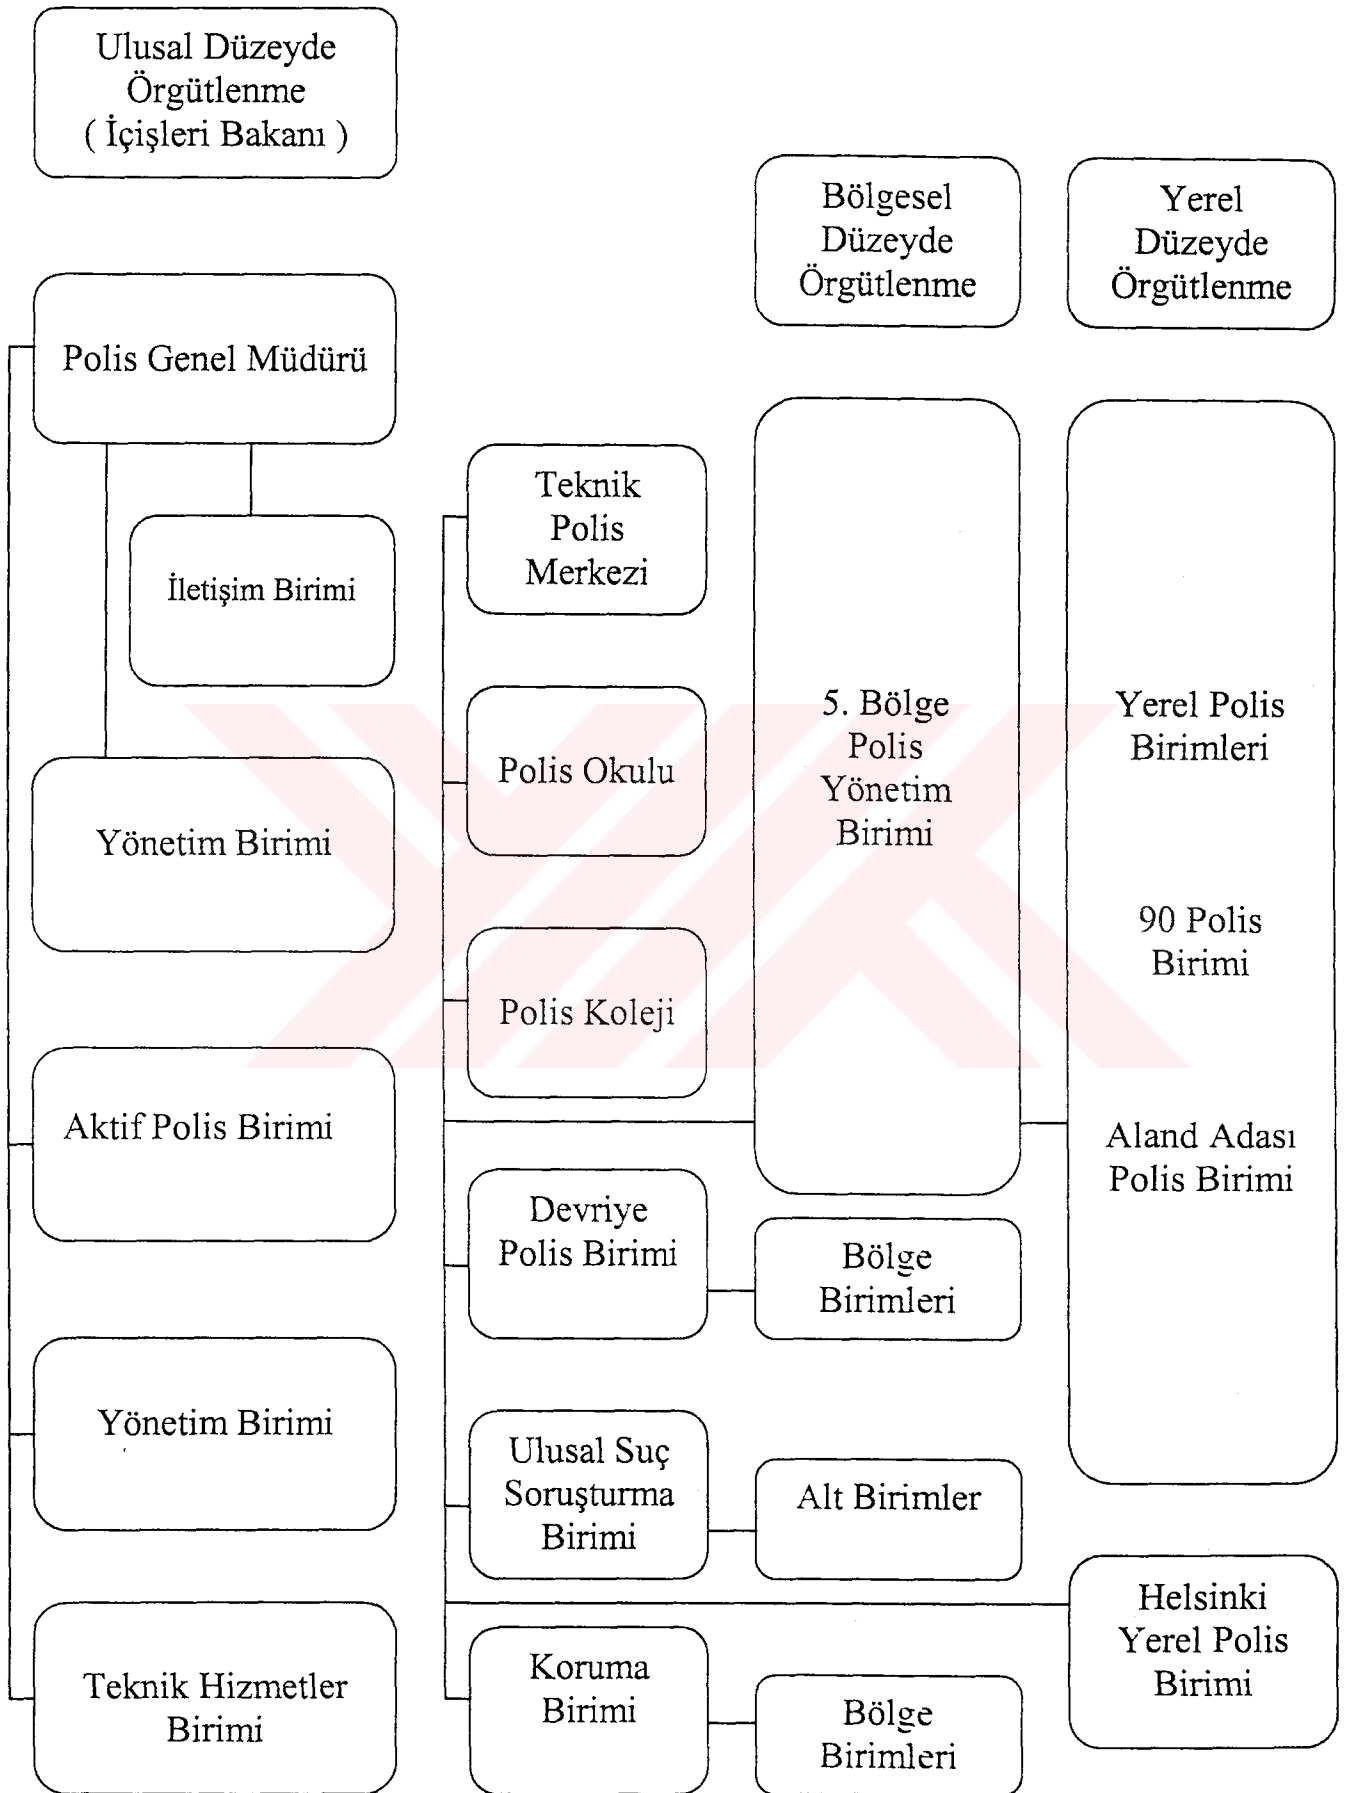 Ulusal Düzeyde
Örgütlenme
( İçişleri Bakanı )
Bölgesel
Düzeyde
Örgütlenme
Yerel
Düzeyde
Örgütlenme
Polis Genel Müdürü
İletişim Birimi
Yönetim Birimi
Aktif Polis Birimi
Yönetim Birimi
Teknik Hizmetler
Birimi
Teknik
Polis
Merkezi
Polis Okulu
Polis Koleji
Devriye
Polis Birimi
Ulusal Suç
Soruşturma
Birimi
Koruma
Birimi
5. Bölge
Polis
Yönetim
Birimi
Bölge
Birimleri
Alt Birimler
Bölge
Birimleri
Yerel Polis
Birimleri
90 Polis
Birimi
Aland Adası
Polis Birimi
Helsinki
Yerel Polis
Birimi